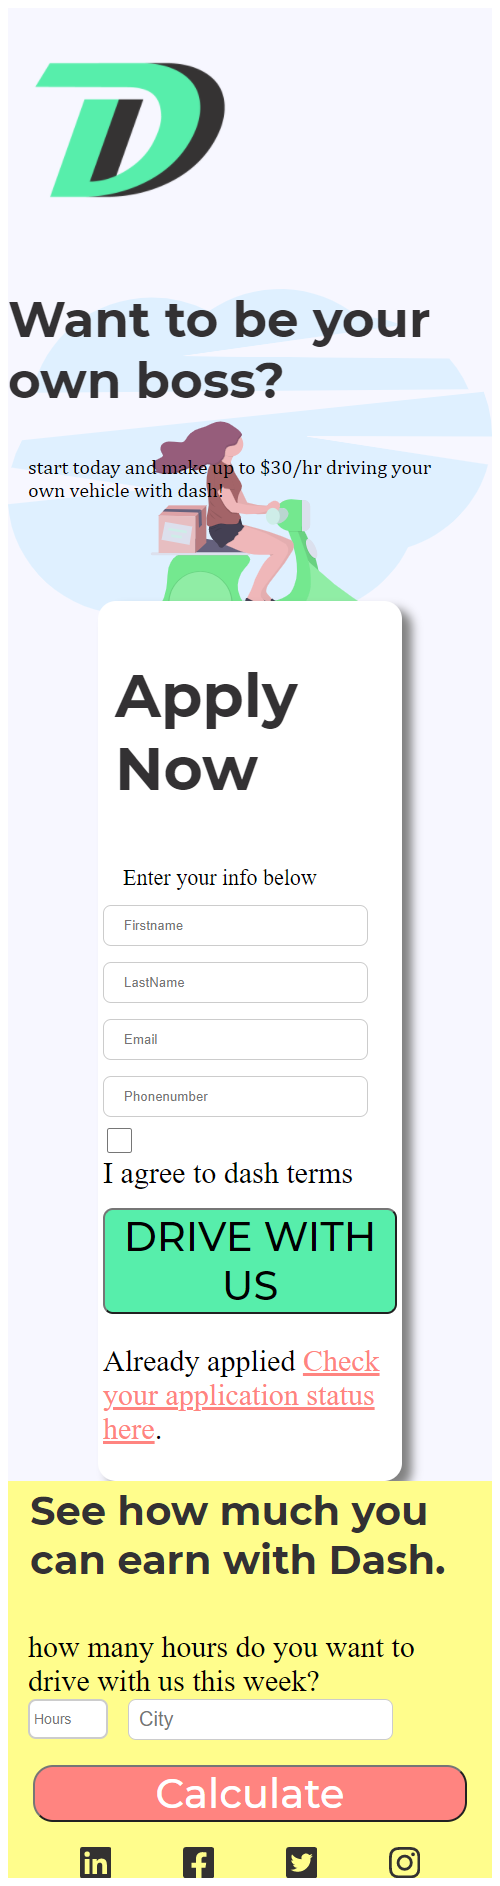 Want to be your
own boss?
start today and make up to $30/hr driving your
own vehicle with dash!
Apply
Now
Enter your info below
Firstname
LastName
Email
Phonenumber
I agree to dash terms
DRIVE WITH
US
Already applied Check
your application status
here.
See how much you
can earn with Dash.
how many hours do you want to
drive with us this week?
Hours City
Calculate